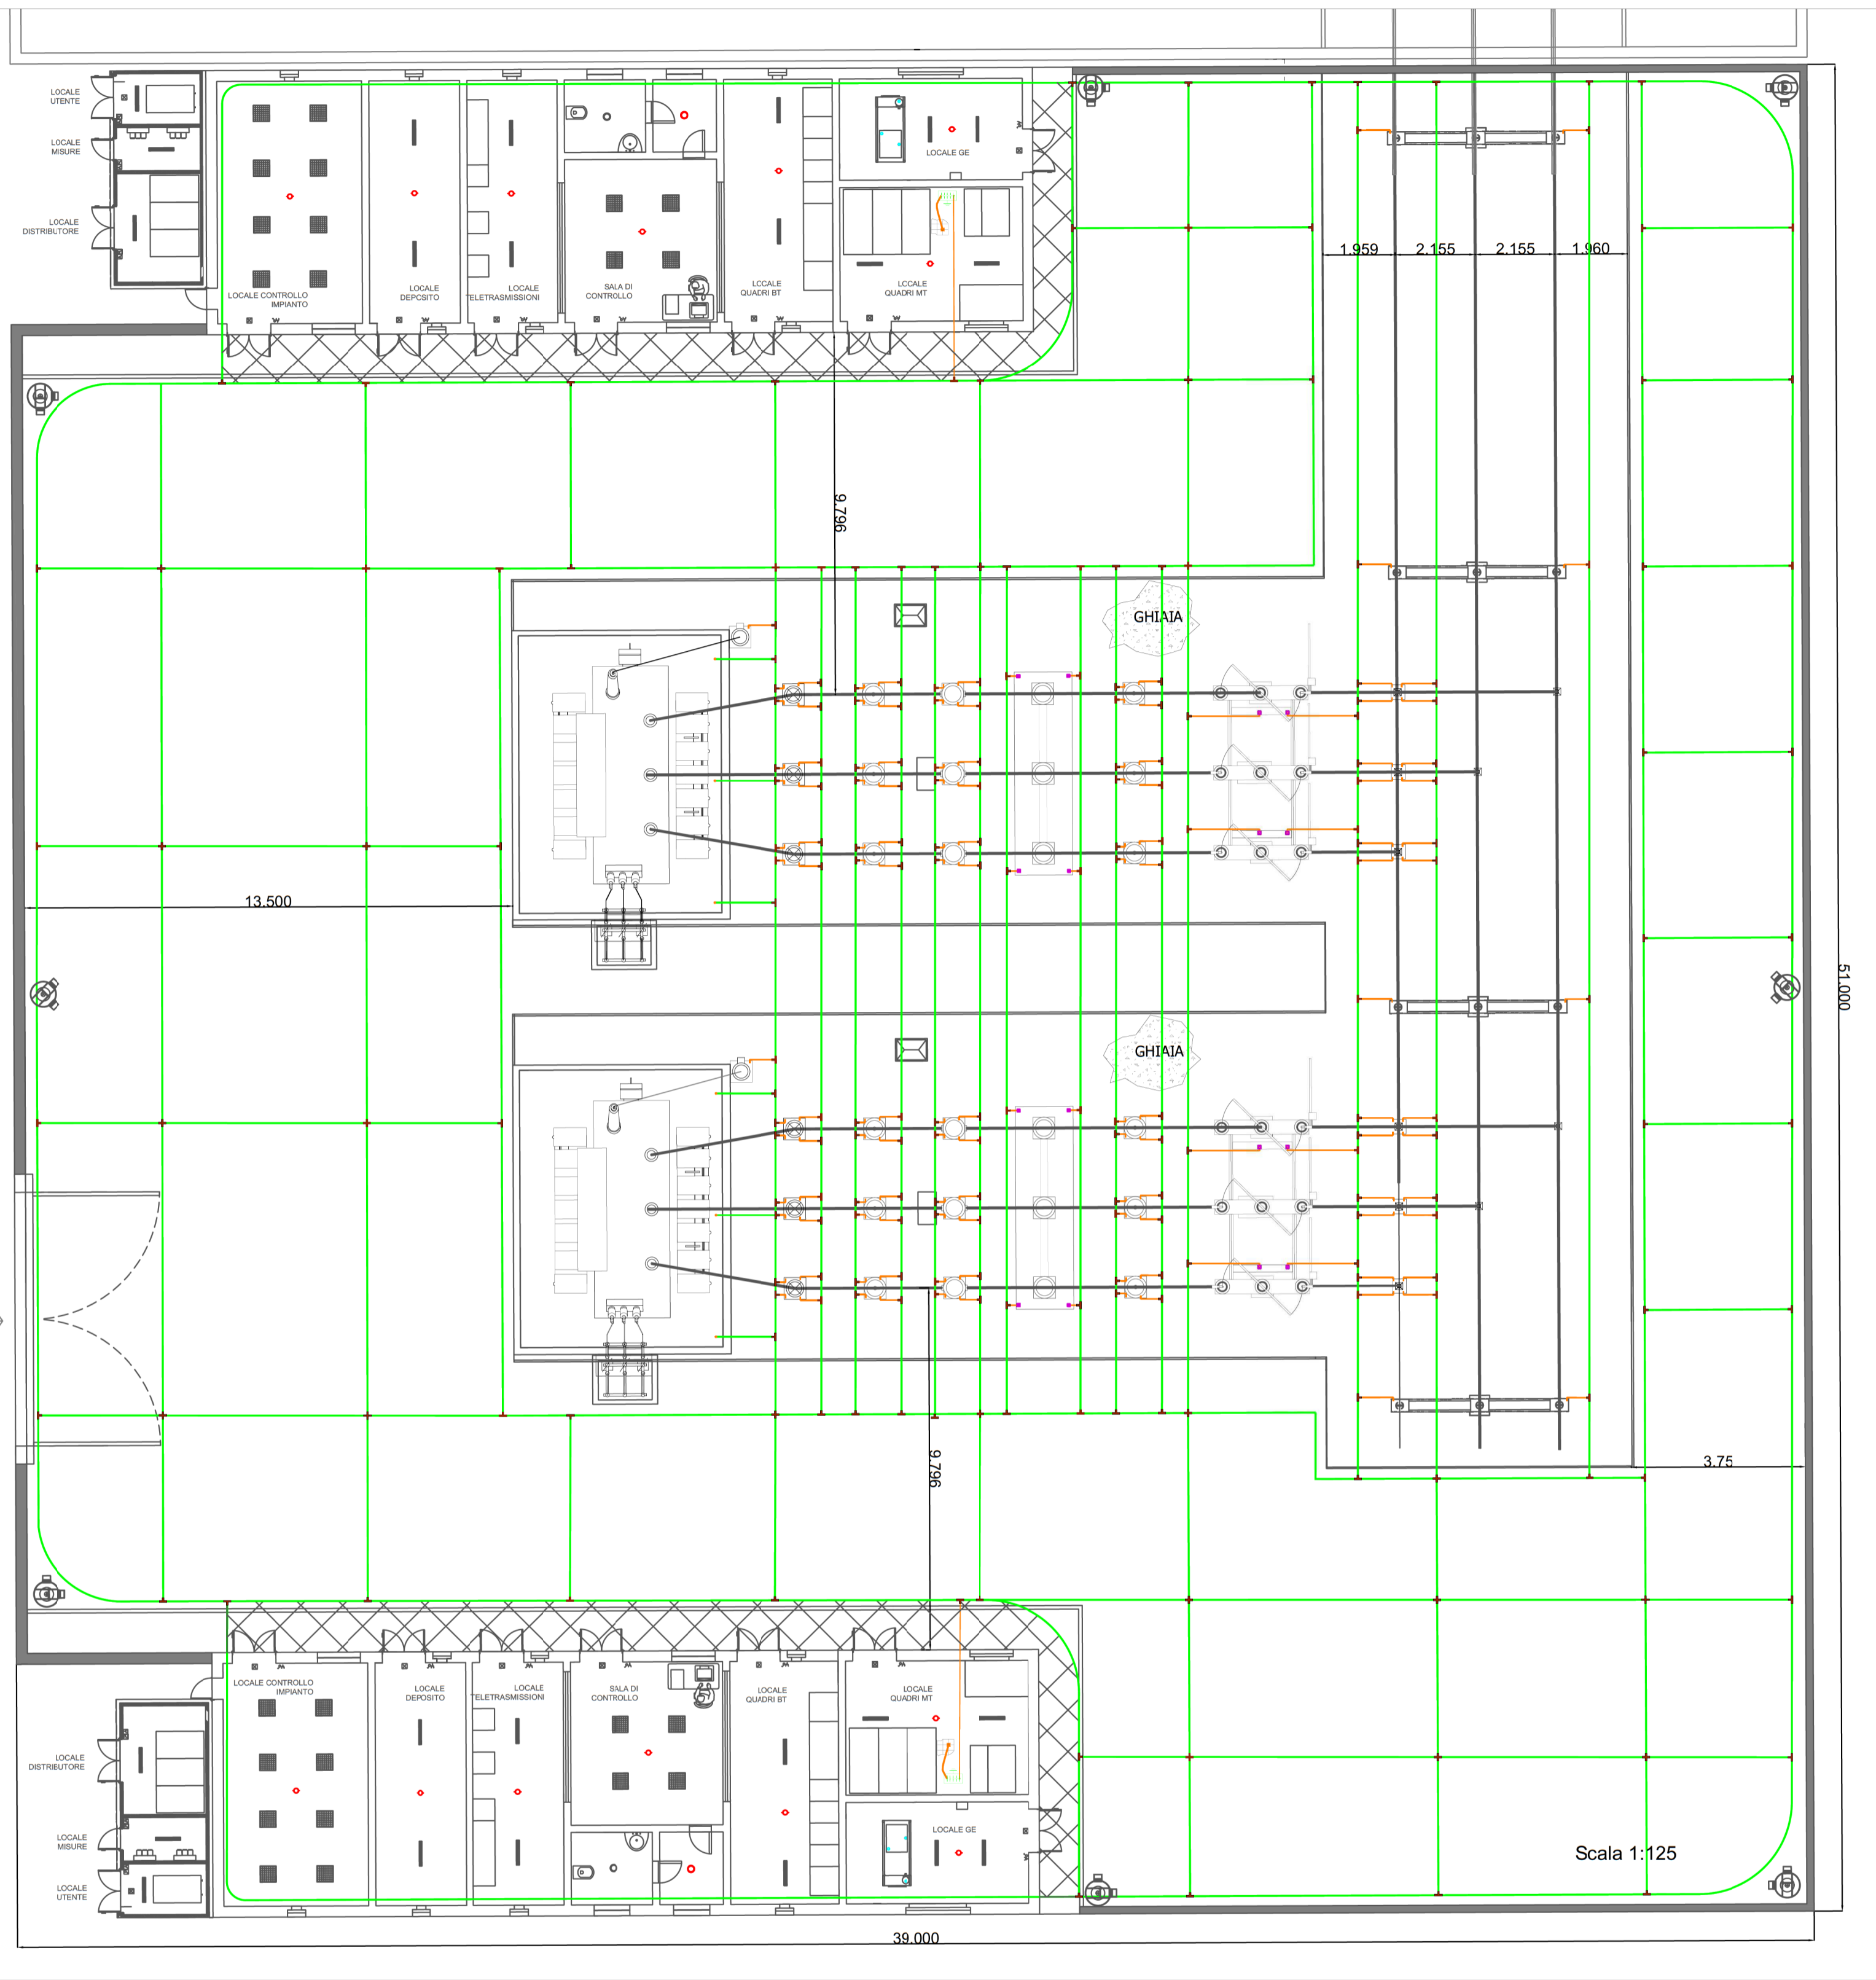 LOCALE
UTENTE
LOCALE
MISURE
LOCALE
DISTRIBUTORE
LOCALE CONTROLLO
IMPIANTO
LOCALE
DEPOSITO
LOCALE
TELETRASMISSIONI
SALA DI
CONTROLLO
LOCALE
QUADRI BT
LOCALE GE
LOCALE
QUADRI MT
1.959
2.155
2.155
1.960
9.796
GHIAIA
13.500
51.000
GHIAIA
9.796
3.75
LOCALE CONTROLLO
IMPIANTO
LOCALE
DEPOSITO
LOCALE
TELETRASMISSIONI
SALA DI
CONTROLLO
LOCALE
QUADRI BT
LOCALE
QUADRI MT
LOCALE
DISTRIBUTORE
LOCALE
MISURE
LOCALE
UTENTE
LOCALE GE
Scala 1:125
39.000